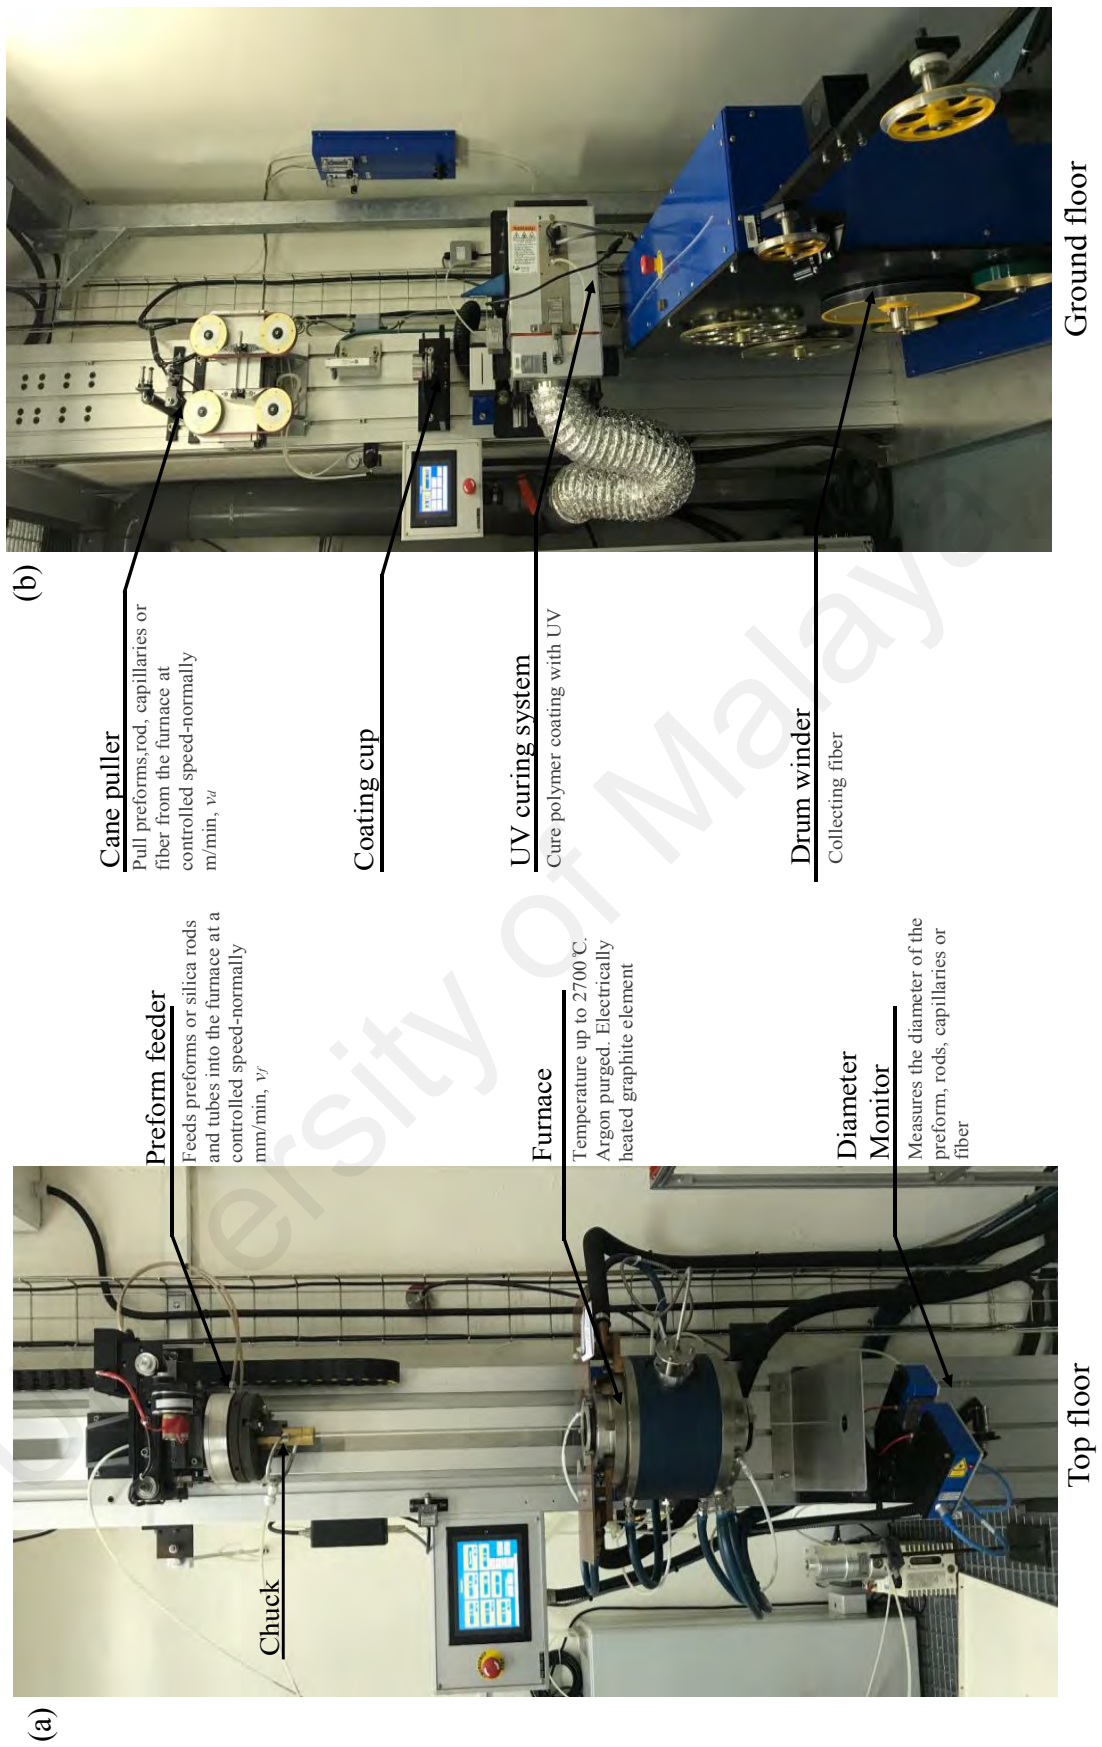 (a)
Preform feeder
Feeds preforms or silica rods
and tubes into the furnace at a
controlled speed-normally
mm/min, vf
Chuck
Furnace
Temperature up to 2700℃.
Argon purged. Electrically
heated graphite element
Diameter
Monitor
Measures the diameter of the
preform, rods, capillaries or
fiber
Top floor
(b)
Cane puller
Pull preforms,rod, capillaries or
fiber from the furnace at
controlled speed-normally
m/min, vd
Coating cup
UV curing system
Cure polymer coating with UV
Drum winder
Collecting fiber
Ground floor
University of Malaya